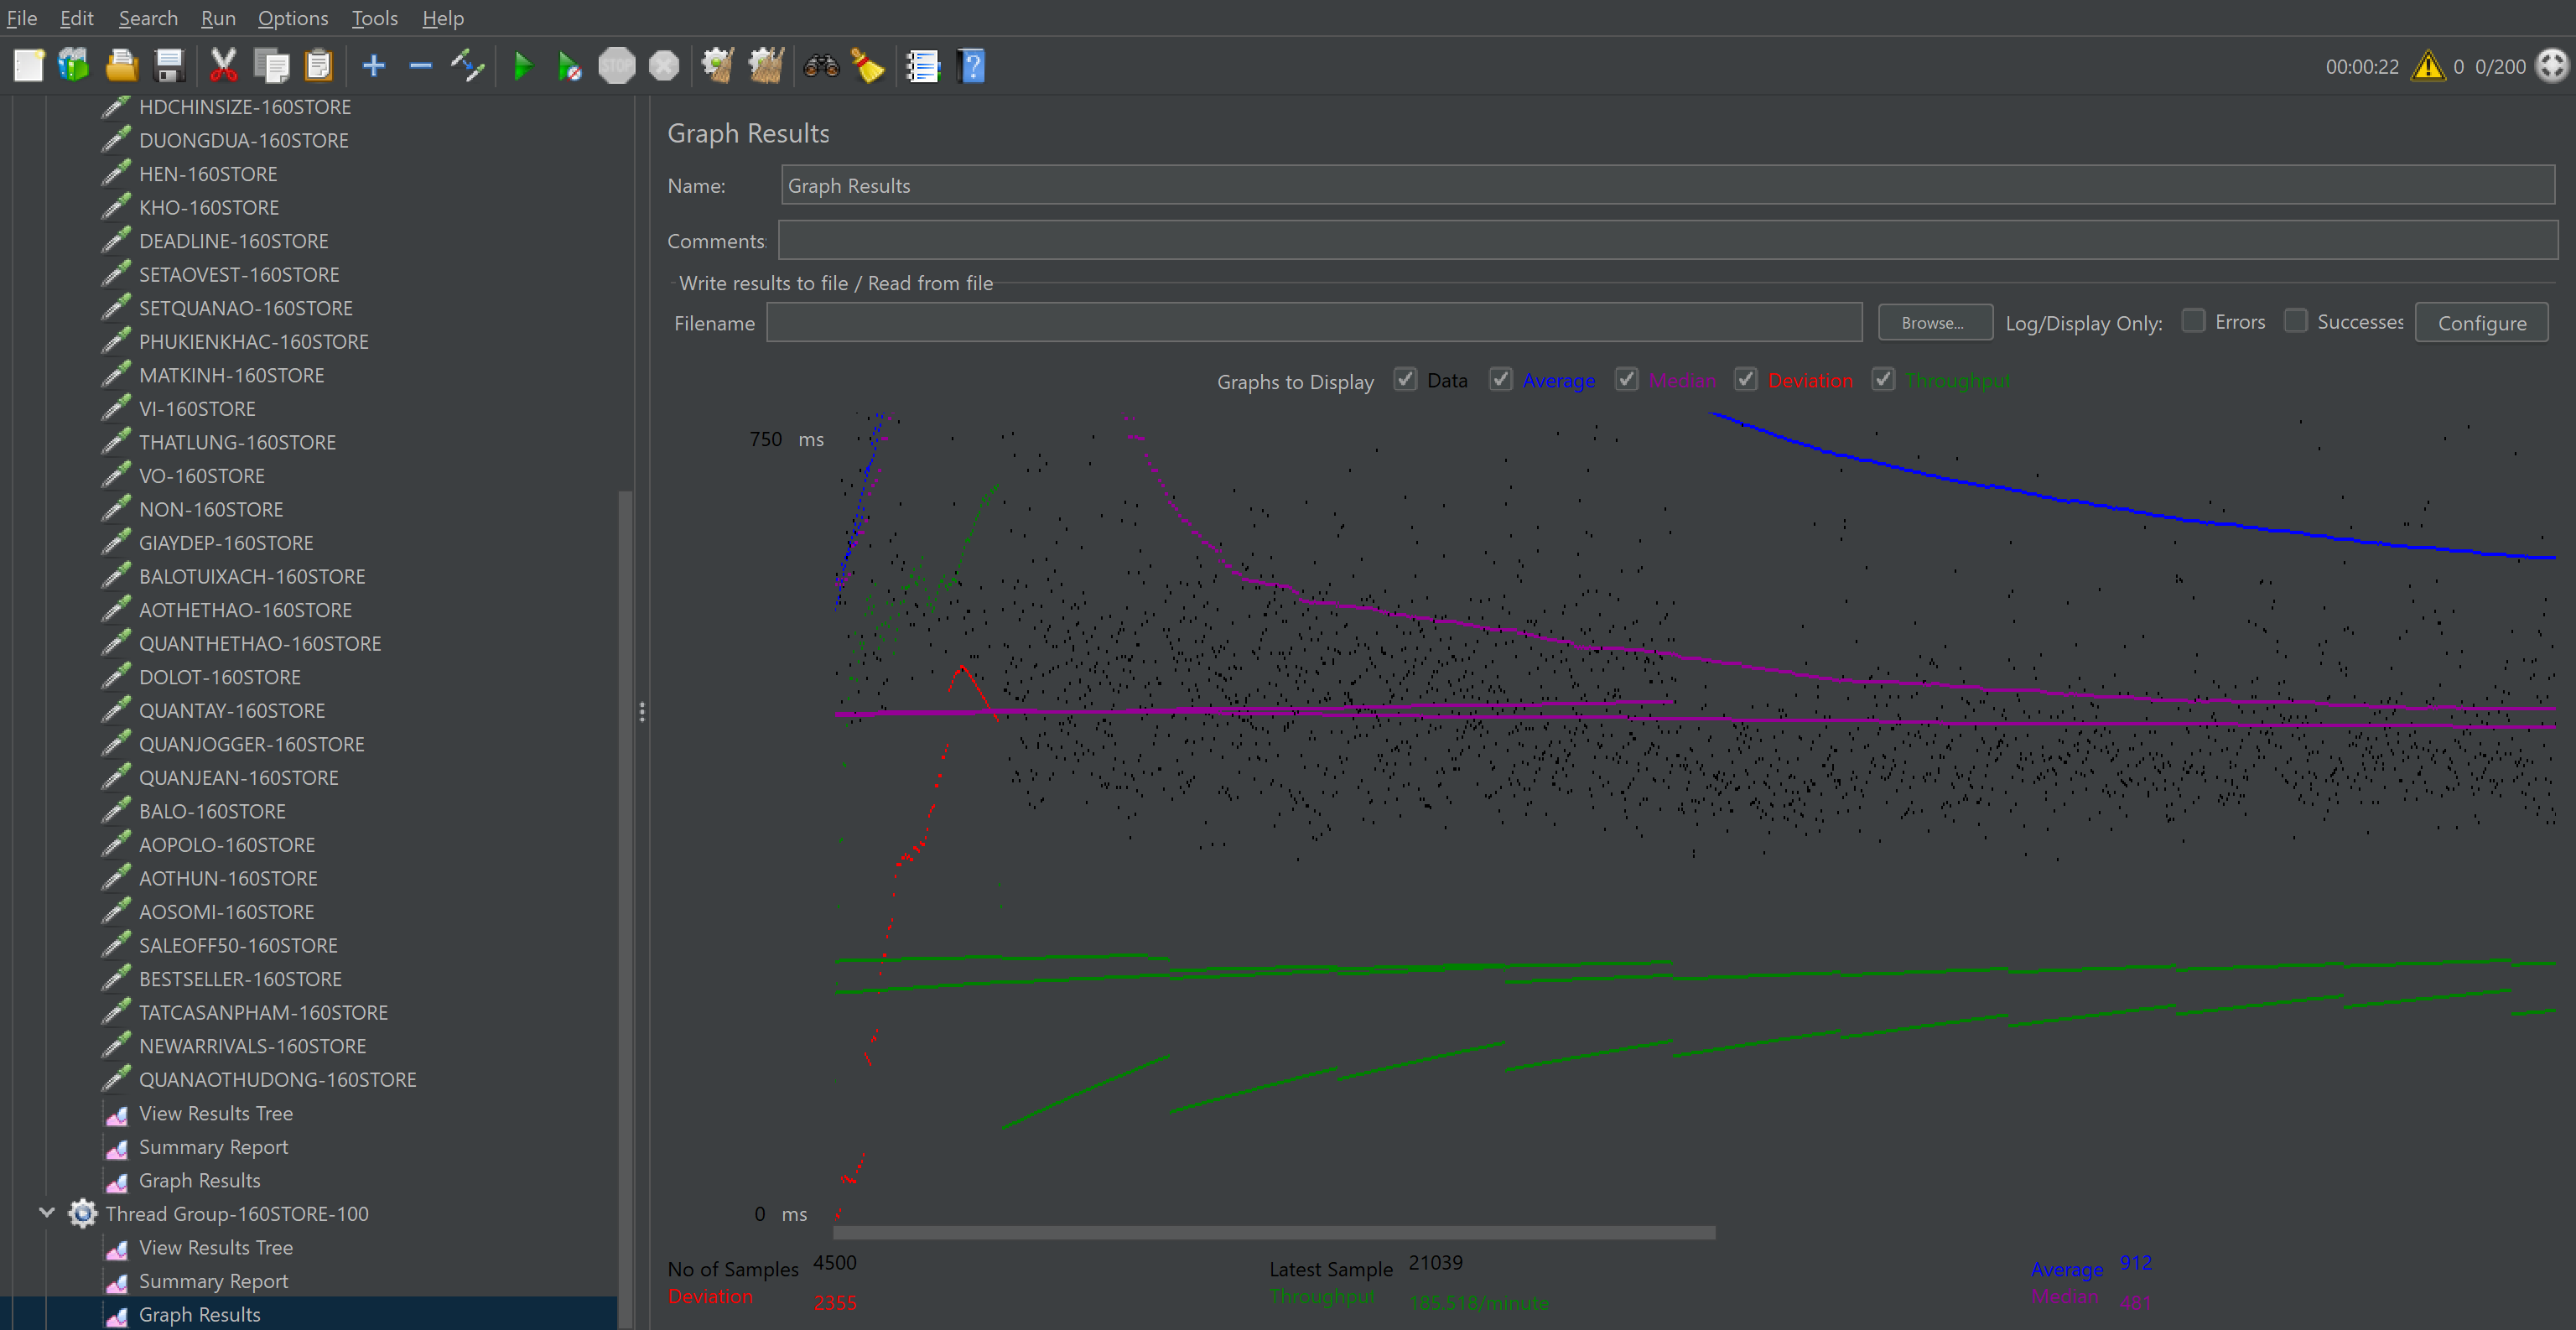 File Edit Search Run Options Tools Help
STOP
00:00:22 0 0/200
HDCHINSIZE-160STORE
DUONGDUA-160STORE
HEN-160STORE
KHO-160STORE
DEADLINE-160STORE
SETAOVEST-160STORE
SETQUANAO-160STORE
PHUKIENKHAC-160STORE
MATKINH-160STORE
VI-160STORE
THATLUNG-160STORE
VO-160STORE
NON-160STORE
GIAYDEP-160STORE
BALOTUIXACH-160STORE
AOTHETHAO-160STORE
QUANTHETHAO-160STORE
DOLOT-160STORE
QUANTAY-160STORE
QUANJOGGER-160STORE
QUANJEAN-160STORE
BALO-160STORE
AOPOLO-160STORE
AOTHUN-160STORE
AOSOMI-160STORE
SALEOFF50-160STORE
BESTSELLER-160STORE
TATCASANPHAM-160STORE
NEWARRIVALS-160STORE
QUANAOTHUDONG-160STORE
View Results Tree
Summary Report
Graph Results
Thread Group-160STORE-100
View Results Tree
Summary Report
Graph Results
Graph Results
Name: Graph Results
Comments:
Write results to file / Read from file
Filename Browse... Log/Display Only: Errors Successes Configure
Graphs to Display Data Average Median Deviation Throughput
750 ms
0 ms
No of Samples 4500 Latest Sample 21039 Average 912
Deviation 2355 Throughput 185.518/minute Median 481